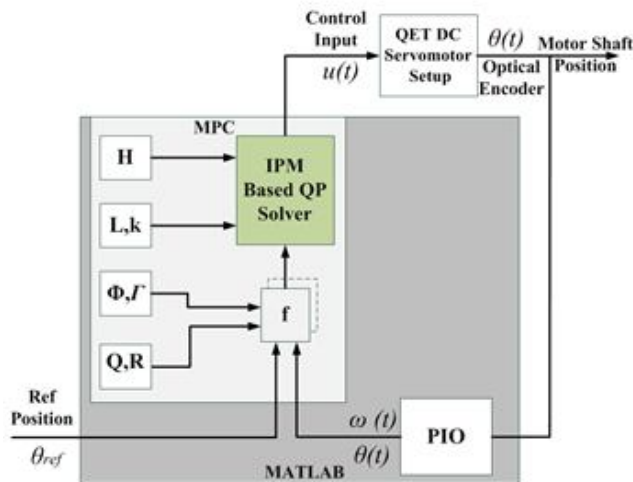 Control
Input
u(t)
QET DC
Servomotor
Setup
θ(t)
Optical
Encoder
Motor Shaft
Position
MPC
H
IPM
Based QP
Solver
L,k
Φ,Γ
f
Q,R
Ref
Position
θref
ω (t)
θ(t)
PIO
MATLAB